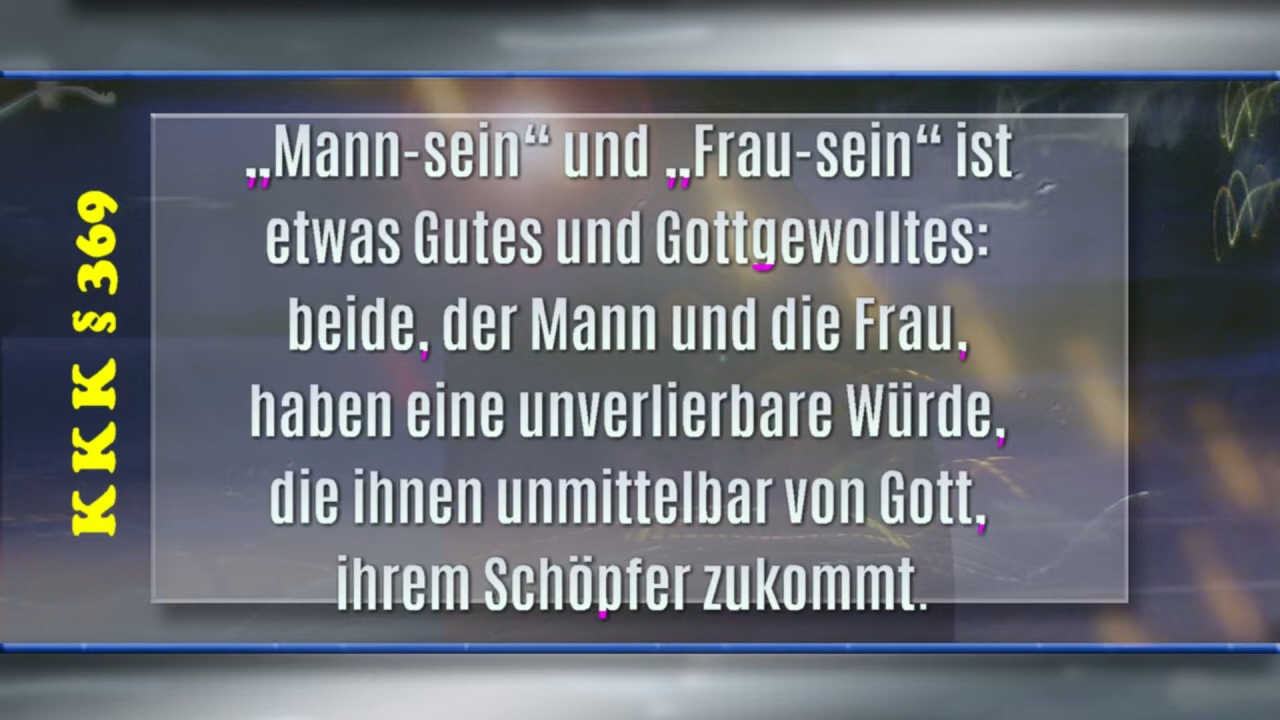 K K K § 369
„Mann-sein“ und „Frau-sein“ ist
etwas Gutes und Gottgewolltes:
beide, der Mann und die Frau,
haben eine unverlierbare Würde,
die ihnen unmittelbar von Gott,
ihrem Schöpfer zukommt.